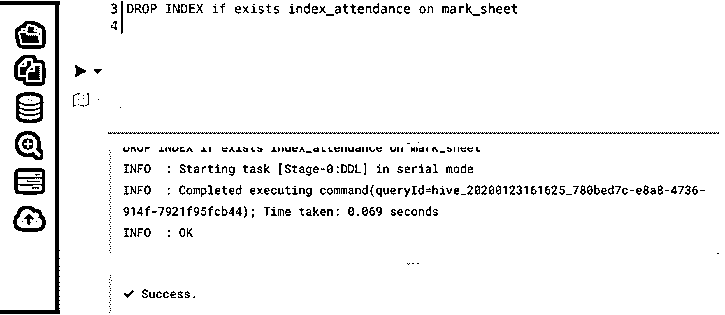 3 DROP INDEX if exists index_attendance on mark_sheet
4
DROP INDEX if exists index_attendance on mark_sheet
INFO  : Starting task [Stage-0:DDL] in serial mode
INFO  : Completed executing command(queryId=hive_20200123161625_780bed7c-e8a8-4736-
914f-7921f95fcb44); Time taken: 0.069 seconds
INFO  : OK
✔ Success.